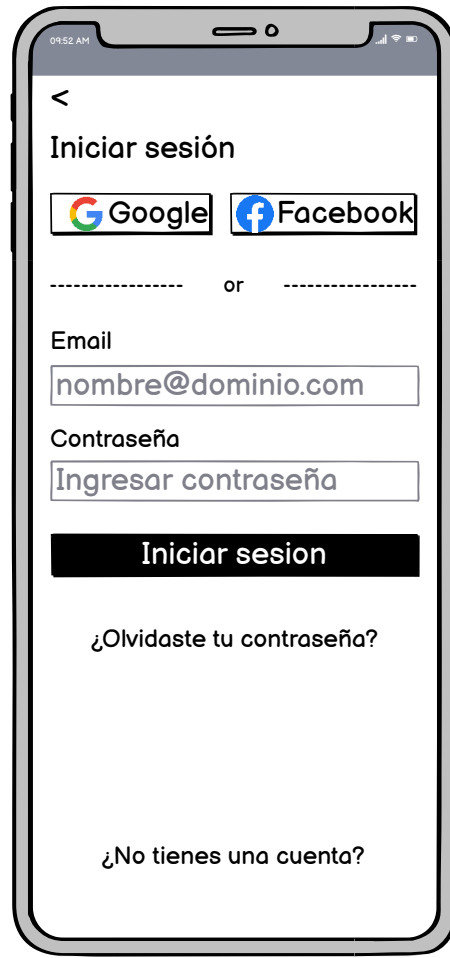 09:52 AM
<
Iniciar sesión
Google Facebook
----------------- or -----------------
Email
nombre@dominio.com
Contraseña
Ingresar contraseña
Iniciar sesion
¿Olvidaste tu contraseña?
¿No tienes una cuenta?